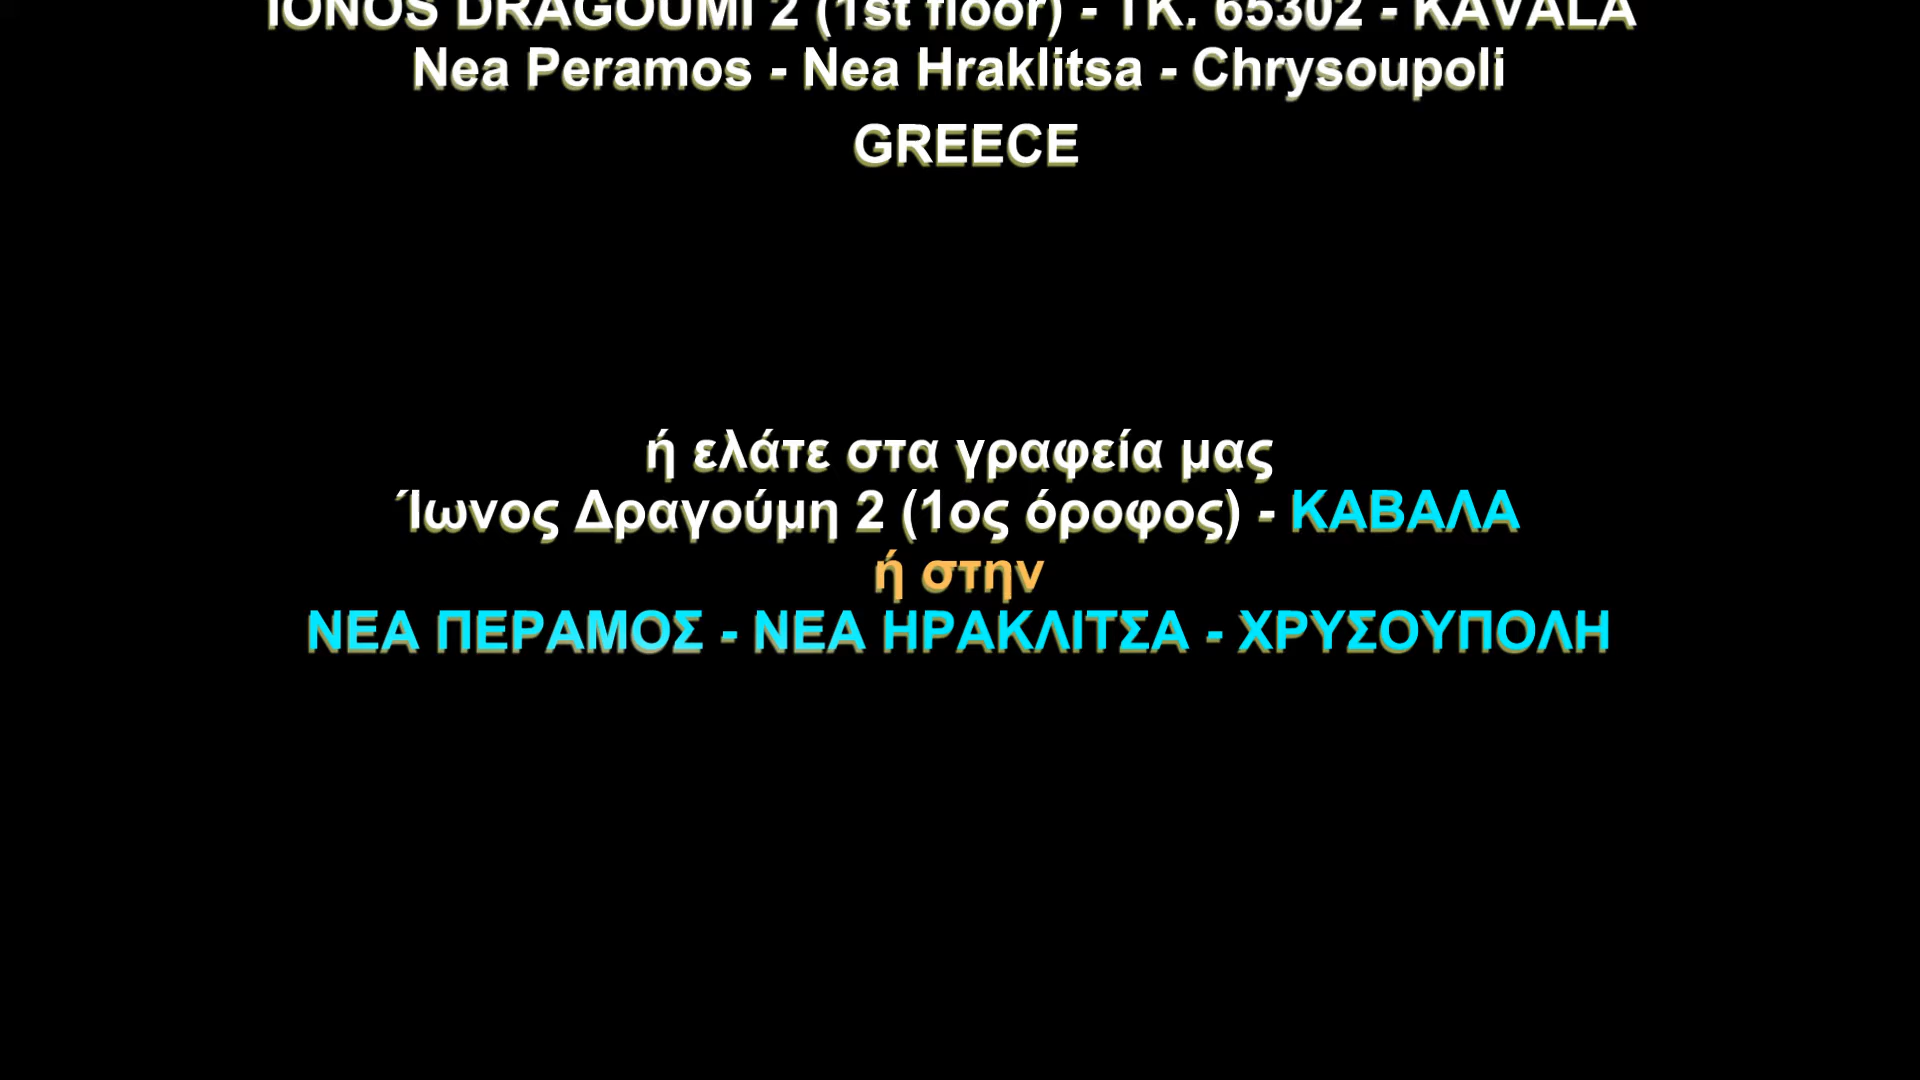 IONOS DRAGOUMI 2 (1st floor) - TK. 65302 - KAVALA
Nea Peramos - Nea Hraklitsa - Chrysoupoli
GREECE
ή ελάτε στα γραφεία μας
Ίωνος Δραγούμη 2 (1ος όροφος) - ΚΑΒΑΛΑ
ή στην
ΝΕΑ ΠΕΡΑΜΟΣ - ΝΕΑ ΗΡΑΚΛΙΤΣΑ - ΧΡΥΣΟΥΠΟΛΗ